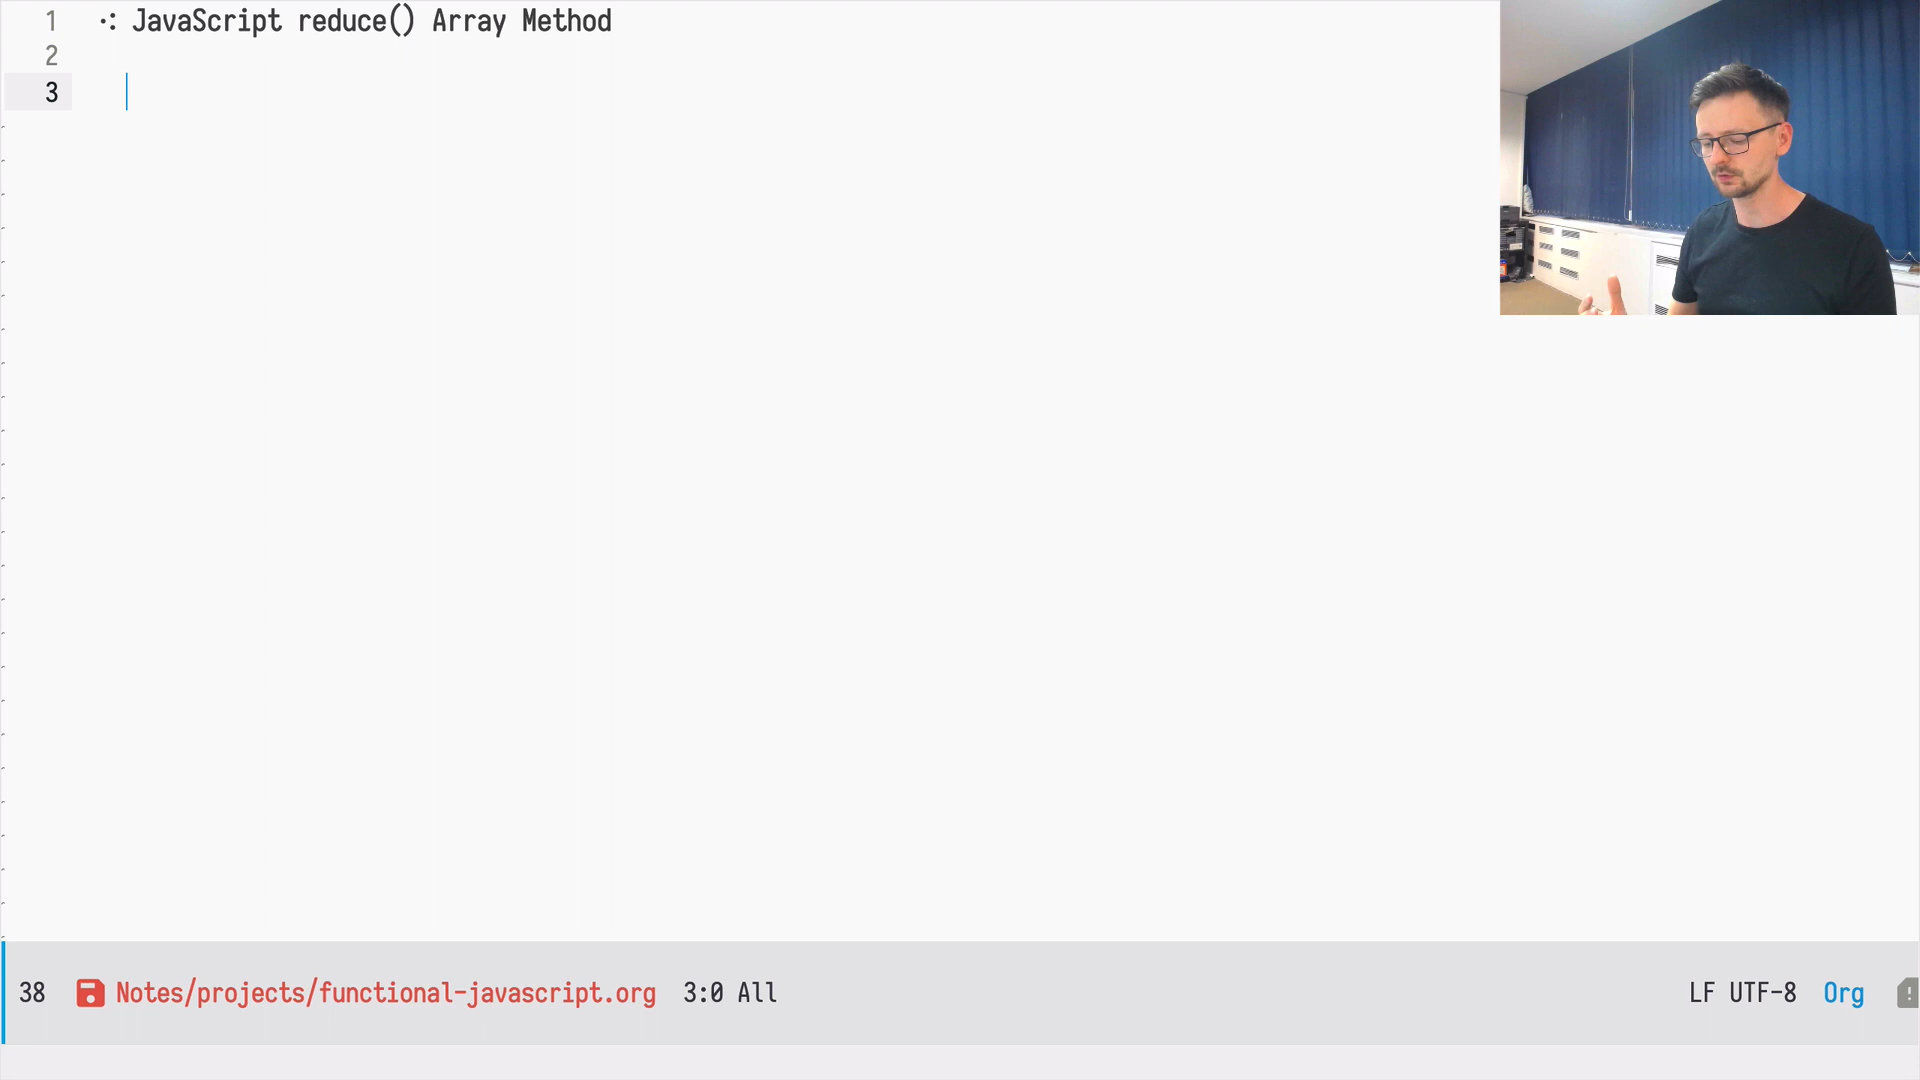 1 JavaScript reduce() Array Method
2
3
38 Notes/projects/functional-javascript.org 3:0 All LF UTF-8 Org